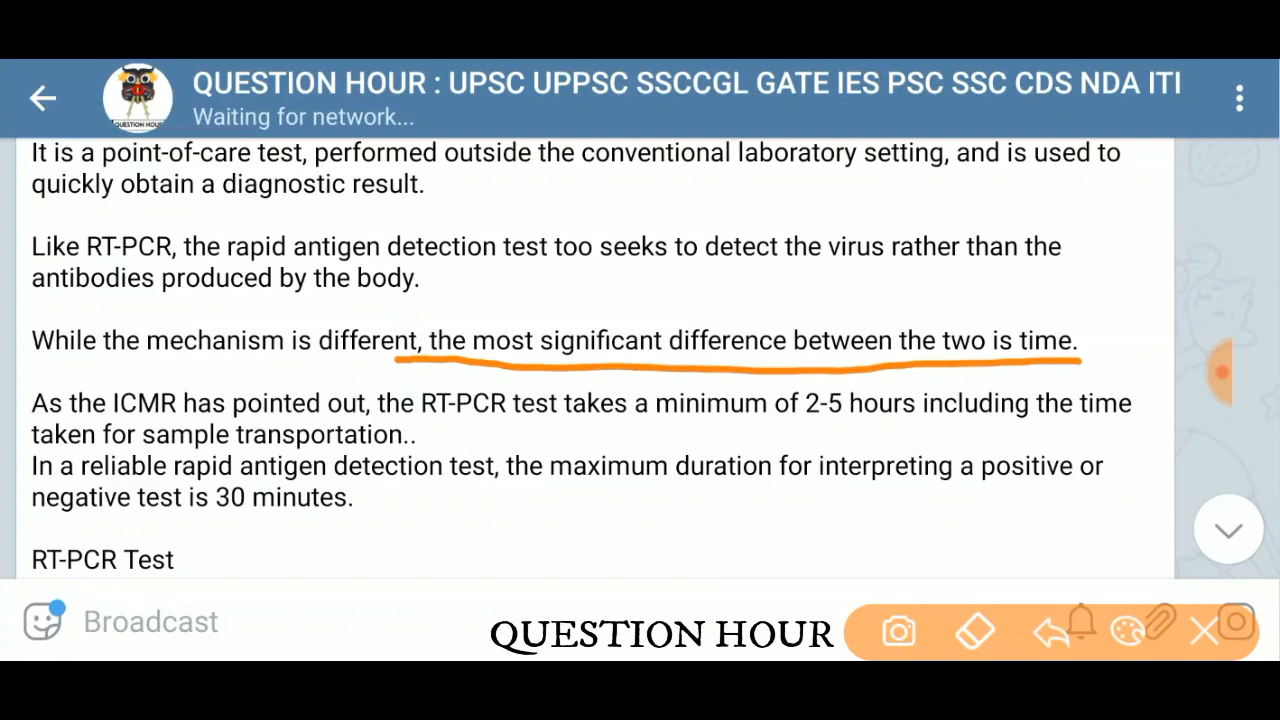 QUESTION HOUR : UPSC UPPSC SSCCGL GATE IES PSC SSC CDS NDA ITI
Waiting for network...
QUESTION HOUR
It is a point-of-care test, performed outside the conventional laboratory setting, and is used to
quickly obtain a diagnostic result.
Like RT-PCR, the rapid antigen detection test too seeks to detect the virus rather than the
antibodies produced by the body.
While the mechanism is different, the most significant difference between the two is time.
As the ICMR has pointed out, the RT-PCR test takes a minimum of 2-5 hours including the time
taken for sample transportation..
In a reliable rapid antigen detection test, the maximum duration for interpreting a positive or
negative test is 30 minutes.
RT-PCR Test
Broadcast
QUESTION HOUR